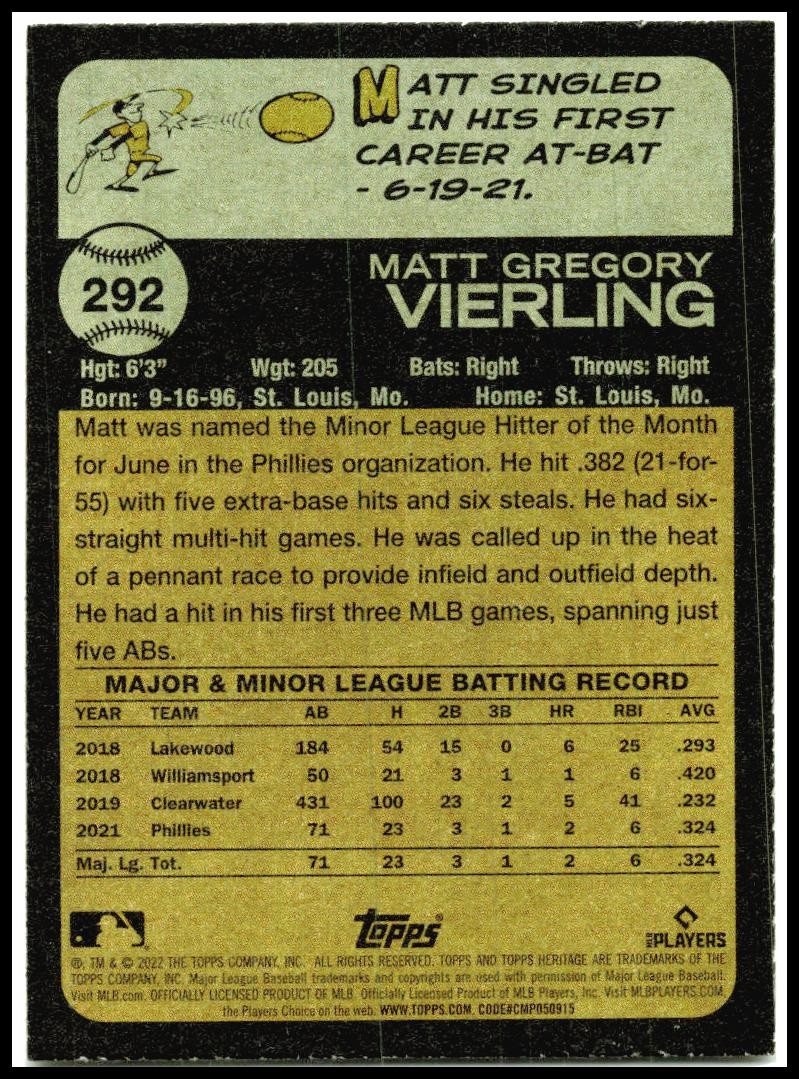 MATT SINGLED
IN HIS FIRST
CAREER AT-BAT
- 6-19-21.
292
MATT GREGORY
VIERLING
Hgt: 6'3" Wgt: 205 Bats: Right Throws: Right
Born: 9-16-96, St. Louis, Mo. Home: St. Louis, Mo.
Matt was named the Minor League Hitter of the Month
for June in the Phillies organization. He hit .382 (21-for-
55) with five extra-base hits and six steals. He had six-
straight multi-hit games. He was called up in the heat
of a pennant race to provide infield and outfield depth.
He had a hit in his first three MLB games, spanning just
five ABs.
MAJOR & MINOR LEAGUE BATTING RECORD
YEAR TEAM AB H 2B 3B HR RBI AVG
2018 Lakewood 184 54 15 0 6 25 .293
2018 Williamsport 50 21 3 1 1 6 .420
2019 Clearwater 431 100 23 2 5 41 .232
2021 Phillies 71 23 3 1 2 6 .324
Maj. Lg. Tot. 71 23 3 1 2 6 .324
Topps®
MLB PLAYERS
®, TM & © 2022 THE TOPPS COMPANY, INC. ALL RIGHTS RESERVED. TOPPS AND TOPPS HERITAGE ARE TRADEMARKS OF THE
TOPPS COMPANY, INC. Major League Baseball trademarks and copyrights are used with permission of Major League Baseball.
Visit MLB.com. OFFICIALLY LICENSED PRODUCT OF MLB. Officially Licensed Product of MLB Players, Inc. Visit MLBPLAYERS.COM,
the Players Choice on the web. WWW.TOPPS.COM. CODE#CMP050915